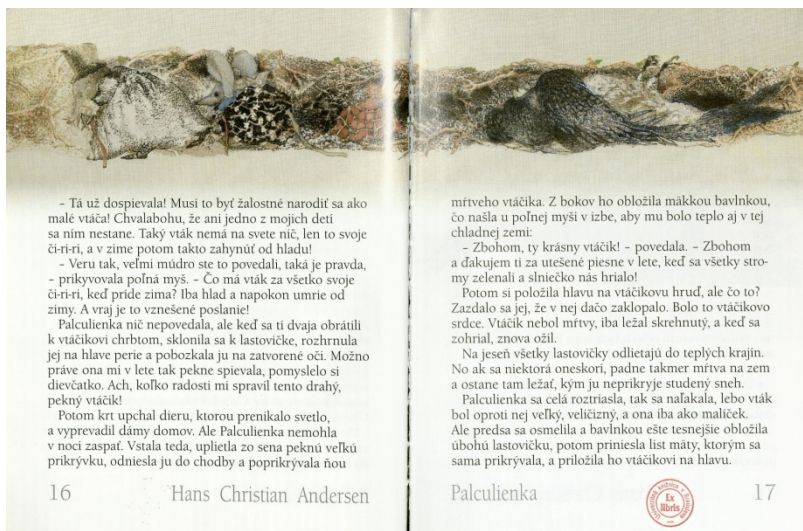 – Tá už dospievala! Musí to byť žalostné narodiť sa ako
malé vtáča! Chvalabohu, že ani jedno z mojich detí
sa ním nestane. Taký vták nemá na svete nič, len to svoje
či-ri-ri, a v zime potom takto zahynúť od hladu!
– Veru tak, veľmi múdro ste to povedali, taká je pravda,
– prikyvovala poľná myš. – Čo má vták za všetko svoje
či-ri-ri, keď príde zima? Iba hlad a napokon umrie od
zimy. A vraj je to vznešené poslanie!
Palculienka nič nepovedala, ale keď sa tí dvaja obrátili
k vtáčikovi chrbtom, sklonila sa k lastovičke, rozhrnula
jej na hlave perie a pobozkala ju na zatvorené oči. Možno
práve ona mi v lete tak pekne spievala, pomyslelo si
dievčatko. Ach, koľko radosti mi spravil tento drahý,
pekný vtáčik!
Potom krt upchal dieru, ktorou prenikalo svetlo,
a vyprevadil dámy domov. Ale Palculienka nemohla
v noci zaspať. Vstala teda, uplietla zo sena peknú veľkú
prikrývku, odniesla ju do chodby a poprikrývala ňou
16 Hans Christian Andersen
mŕtveho vtáčika. Z bokov ho obložila mäkkou bavlnkou,
čo našla u poľnej myši v izbe, aby mu bolo teplo aj v tej
chladnej zemi:
– Zbohom, ty krásny vtáčik! – povedala. – Zbohom
a ďakujem ti za utešené piesne v lete, keď sa všetky stro-
my zelenali a slniečko nás hrialo!
Potom si položila hlavu na vtáčikovu hruď, ale čo to?
Zazdalo sa jej, že v nej dačo zaklopalo. Bolo to vtáčikovo
srdce. Vtáčik nebol mŕtvy, iba ležal skrehnutý, a keď sa
zohrial, znova ožil.
Na jeseň všetky lastovičky odlietajú do teplých krajín.
No ak sa niektorá oneskorí, padne takmer mŕtva na zem
a ostane tam ležať, kým ju neprikryje studený sneh.
Palculienka sa celá roztriasla, tak sa naľakala, lebo vták
bol oproti nej veľký, veličizný, a ona iba ako malíček.
Ale predsa sa osmelila a bavlnkou ešte tesnejšie obložila
úbohú lastovičku, potom priniesla list mäty, ktorým sa
sama prikrývala, a priložila ho vtáčikovi na hlavu.
Palculienka 17
Ex
libris